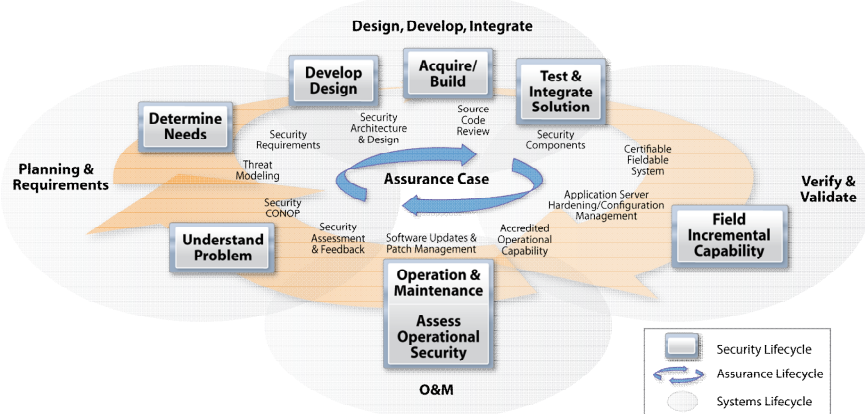 Design, Develop, Integrate
Develop
Design
Acquire/
Build
Test &
Integrate
Solution
Determine
Needs
Security
Requirements
Security
Architecture
& Design
Source
Code
Review
Security
Components
Certifiable
Fieldable
System
Planning &
Requirements
Threat
Modeling
Assurance Case
Verify &
Validate
Security
CONOP
Application Server
Hardening/Configuration
Management
Understand
Problem
Security
Assessment
& Feedback
Software Updates &
Patch Management
Accredited
Operational
Capability
Field
Incremental
Capability
Operation &
Maintenance
Assess
Operational
Security
O&M
Security Lifecycle
Assurance Lifecycle
Systems Lifecycle